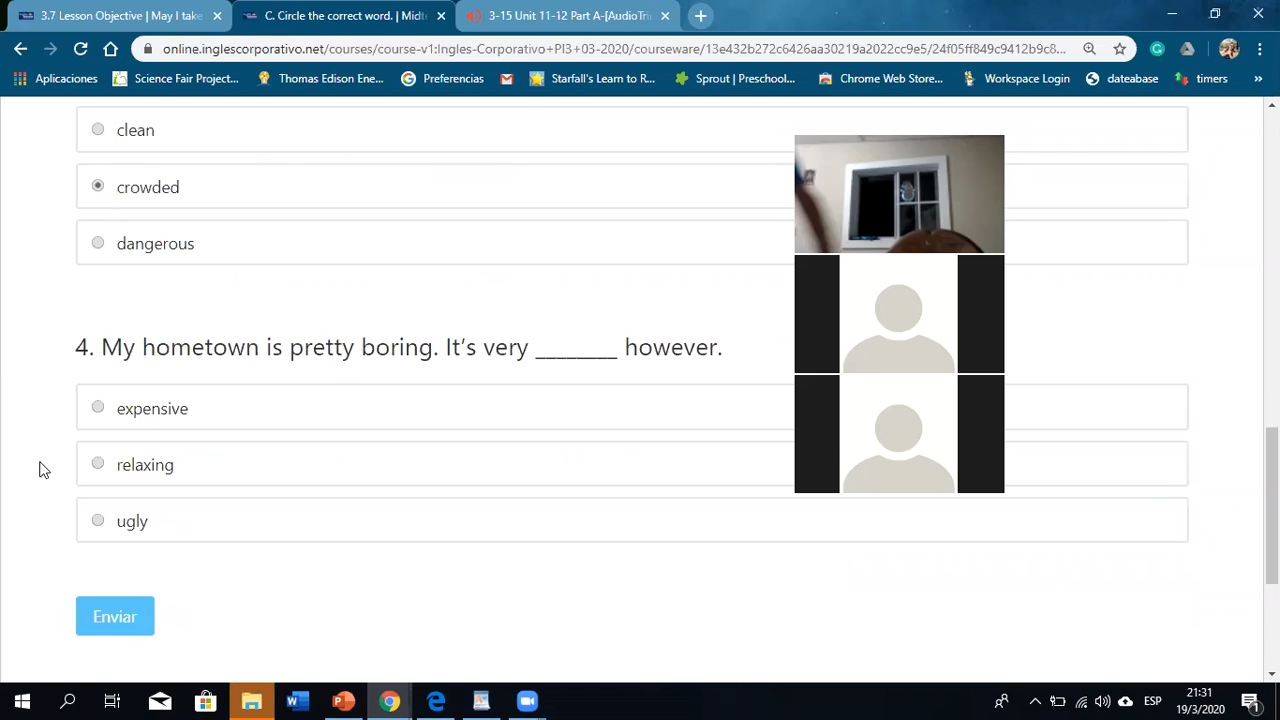 3.7 Lesson Objective | May I take
C. Circle the correct word. | Midt
3-15 Unit 11-12 Part A-[AudioTri
online.inglescorporativo.net/courses/course-v1:Ingles-Corporativo+PI3+03-2020/courseware/13e432b272c6426aa30219a2022cc9e5/24f05ff849c9412b9c8...
Aplicaciones
Science Fair Project...
Thomas Edison Ene...
Preferencias
Starfall's Learn to R...
Sprout | Preschool...
Chrome Web Store...
Workspace Login
dateabase
timers
»
clean
crowded
dangerous
4. My hometown is pretty boring. It's very ________ however.
expensive
relaxing
ugly
Enviar
ESP
21:31
19/3/2020
1